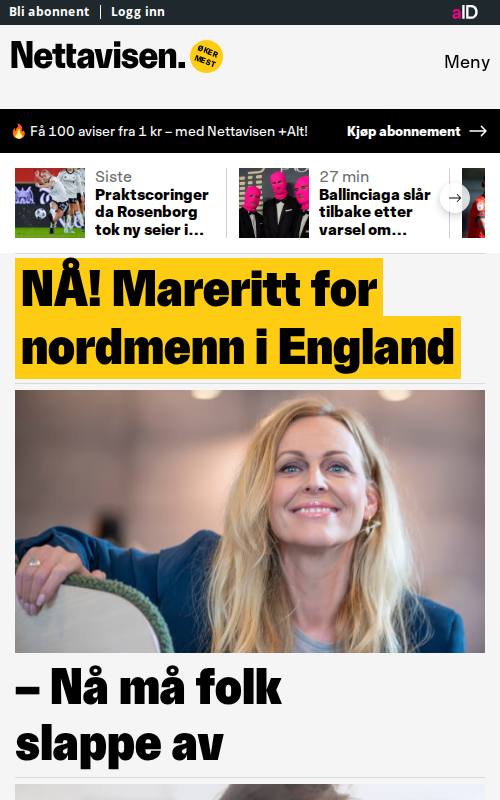 Bli abonnent
Logg inn
aID
Nettavisen.
ØKER
MEST
Meny
🔥 Få 100 aviser fra 1 kr – med Nettavisen +Alt!
Kjøp abonnement
Siste
Praktscoringer
da Rosenborg
tok ny seier i...
27 min
Ballinciaga slår
tilbake etter
varsel om...
NÅ! Mareritt for
nordmenn i England
– Nå må folk
slappe av